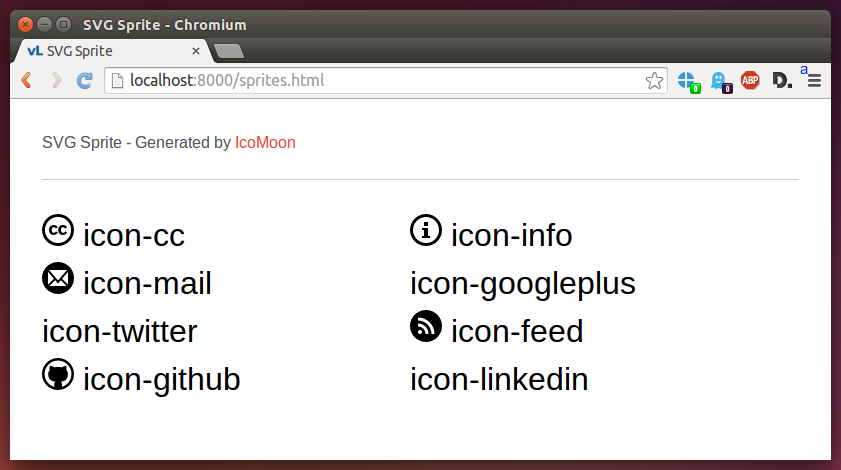 SVG Sprite - Chromium
vL SVG Sprite
localhost:8000/sprites.html
0
0
ABP
D.
a
SVG Sprite - Generated by IcoMoon
cc icon-cc
i icon-info
icon-mail
icon-googleplus
icon-twitter
icon-feed
icon-github
icon-linkedin